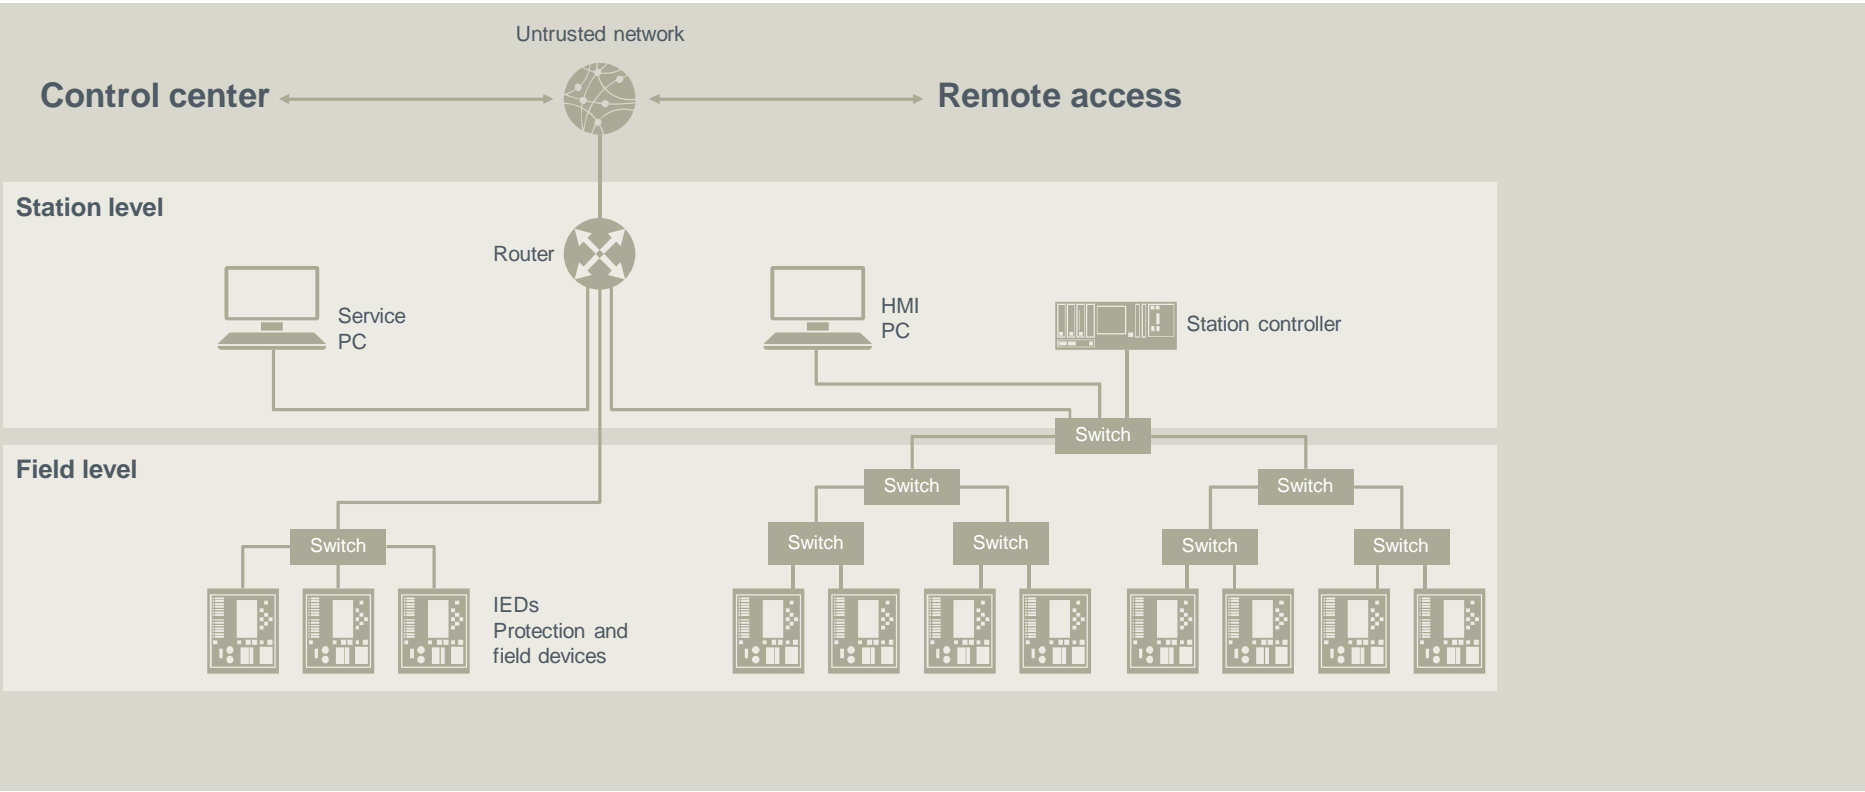 Untrusted network
Control center
Remote access
Station level
Router
Service
PC
HMI
PC
Station controller
Switch
Field level
Switch
Switch
Switch
Switch
Switch
Switch
Switch
IEDs
Protection and
field devices